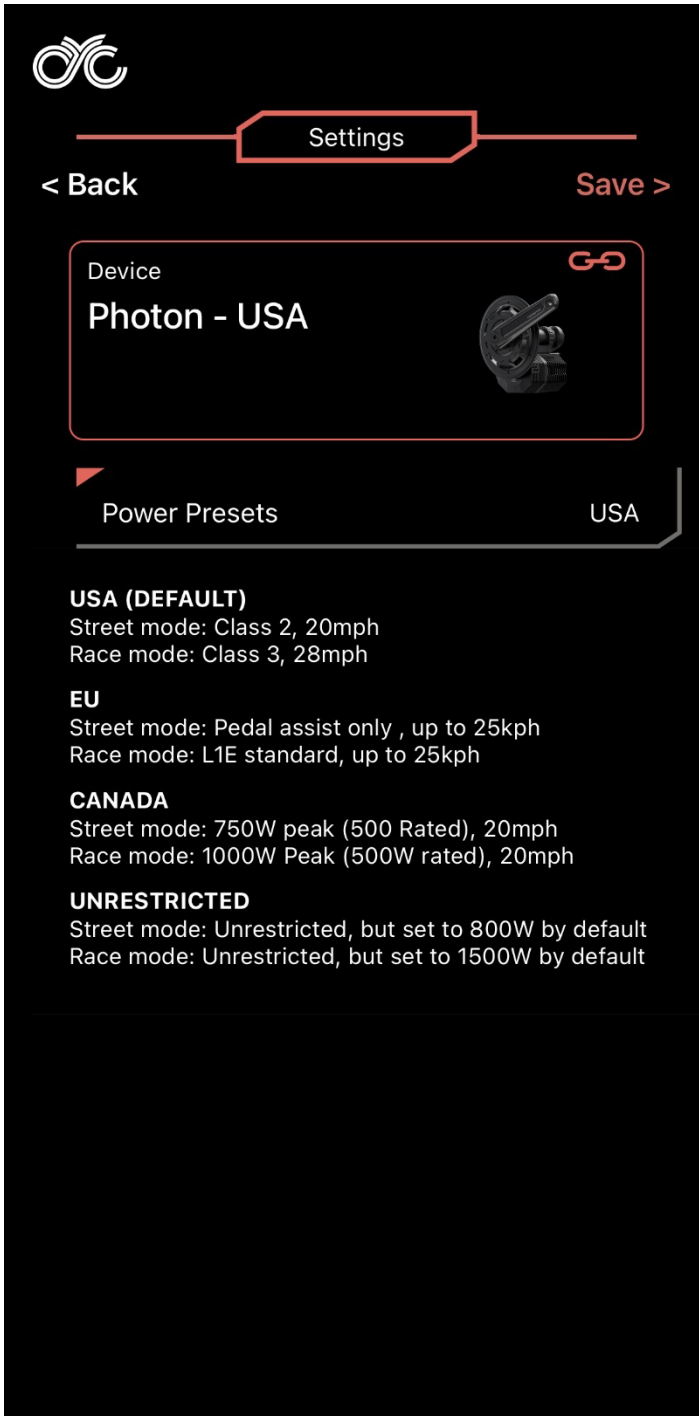 CYC
Settings
< Back
Save >
Device
Photon - USA
Power Presets
USA
USA (DEFAULT)
Street mode: Class 2, 20mph
Race mode: Class 3, 28mph
EU
Street mode: Pedal assist only , up to 25kph
Race mode: L1E standard, up to 25kph
CANADA
Street mode: 750W peak (500 Rated), 20mph
Race mode: 1000W Peak (500W rated), 20mph
UNRESTRICTED
Street mode: Unrestricted, but set to 800W by default
Race mode: Unrestricted, but set to 1500W by default